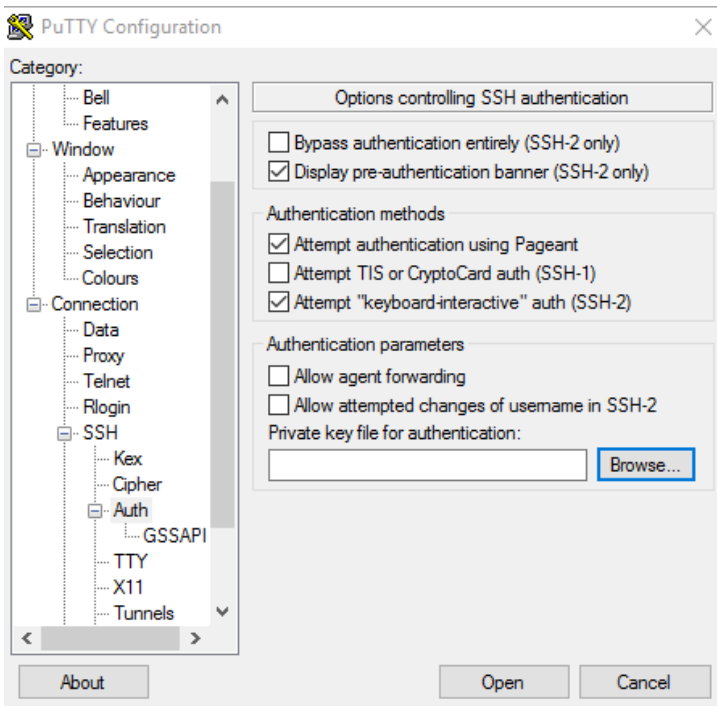 PuTTY Configuration
Category:
Bell
Features
Window
Appearance
Behaviour
Translation
Selection
Colours
Connection
Data
Proxy
Telnet
Rlogin
SSH
Kex
Cipher
Auth
GSSAPI
TTY
X11
Tunnels
Options controlling SSH authentication
Bypass authentication entirely (SSH-2 only)
Display pre-authentication banner (SSH-2 only)
Authentication methods
Attempt authentication using Pageant
Attempt TIS or CryptoCard auth (SSH-1)
Attempt "keyboard-interactive" auth (SSH-2)
Authentication parameters
Allow agent forwarding
Allow attempted changes of username in SSH-2
Private key file for authentication:
Browse...
About
Open
Cancel